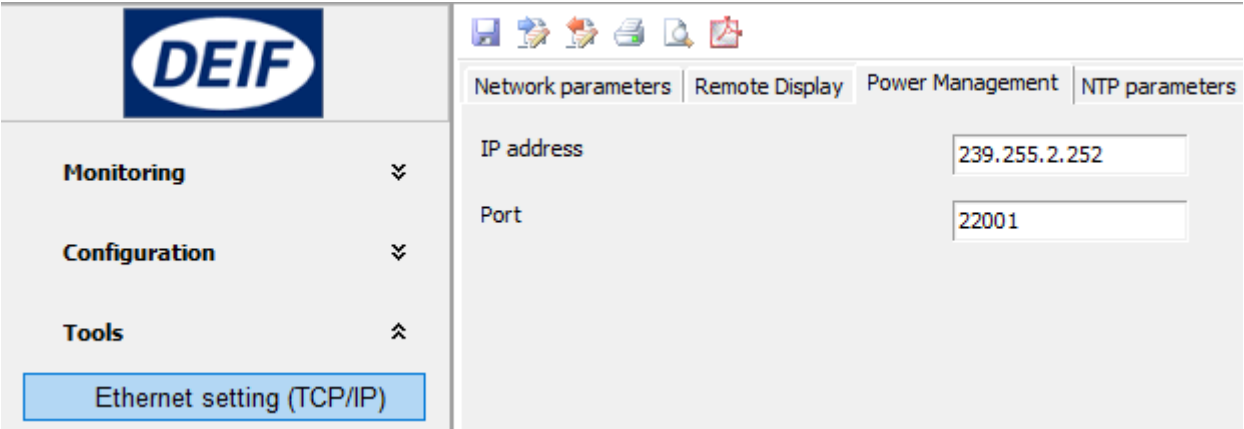 DEIF
Monitoring
Configuration
Tools
Ethernet setting (TCP/IP)
Network parameters
Remote Display
Power Management
NTP parameters
IP address
239.255.2.252
Port
22001